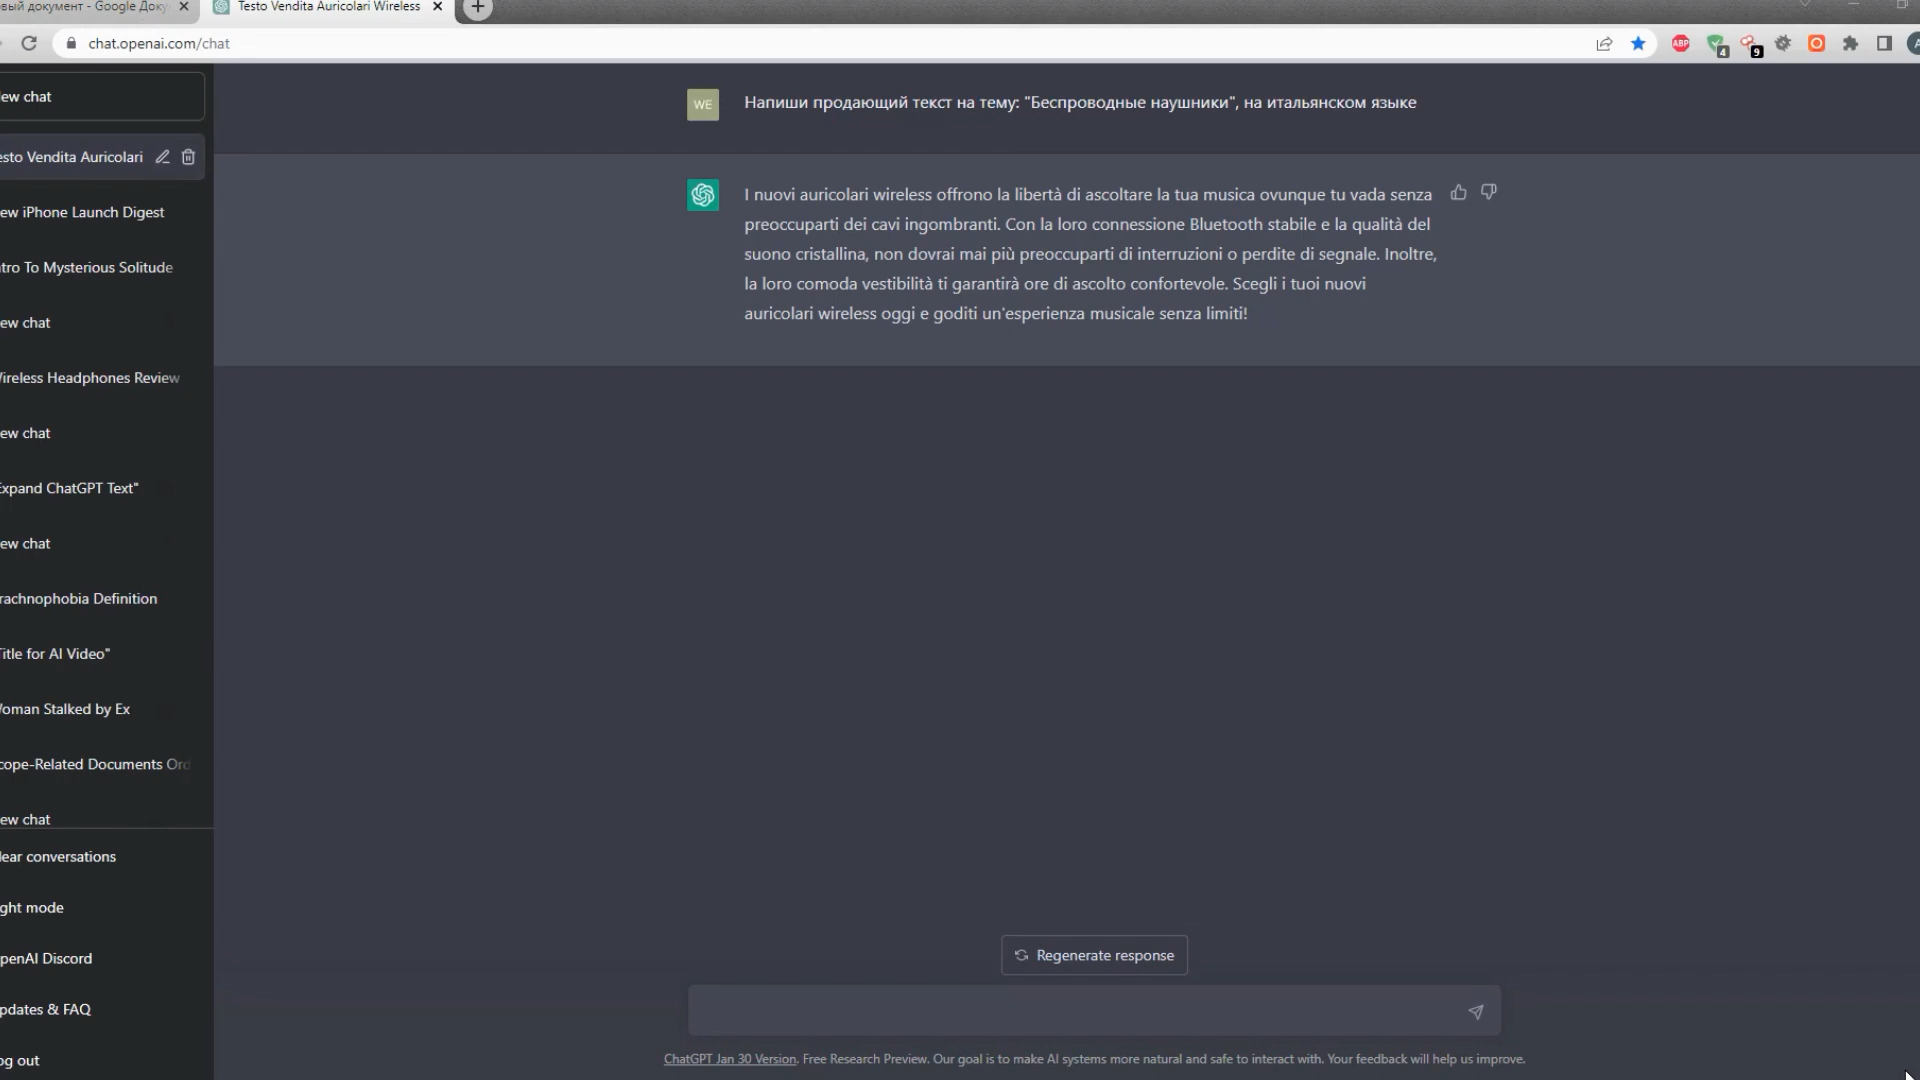 вый документ - Google Доку
Testo Vendita Auricolari Wireless
chat.openai.com/chat
ABP
4
9
ew chat
esto Vendita Auricolari
ew iPhone Launch Digest
tro To Mysterious Solitude
ew chat
ireless Headphones Review
ew chat
Expand ChatGPT Text"
ew chat
rachnophobia Definition
Title for AI Video"
oman Stalked by Ex
cope-Related Documents Ord
ew chat
lear conversations
ght mode
penAI Discord
pdates & FAQ
og out
WE
Напиши продающий текст на тему: "Беспроводные наушники", на итальянском языке
I nuovi auricolari wireless offrono la libertà di ascoltare la tua musica ovunque tu vada senza
preoccuparti dei cavi ingombranti. Con la loro connessione Bluetooth stabile e la qualità del
suono cristallina, non dovrai mai più preoccuparti di interruzioni o perdite di segnale. Inoltre,
la loro comoda vestibilità ti garantirà ore di ascolto confortevole. Scegli i tuoi nuovi
auricolari wireless oggi e goditi un'esperienza musicale senza limiti!
Regenerate response
ChatGPT Jan 30 Version. Free Research Preview. Our goal is to make AI systems more natural and safe to interact with. Your feedback will help us improve.